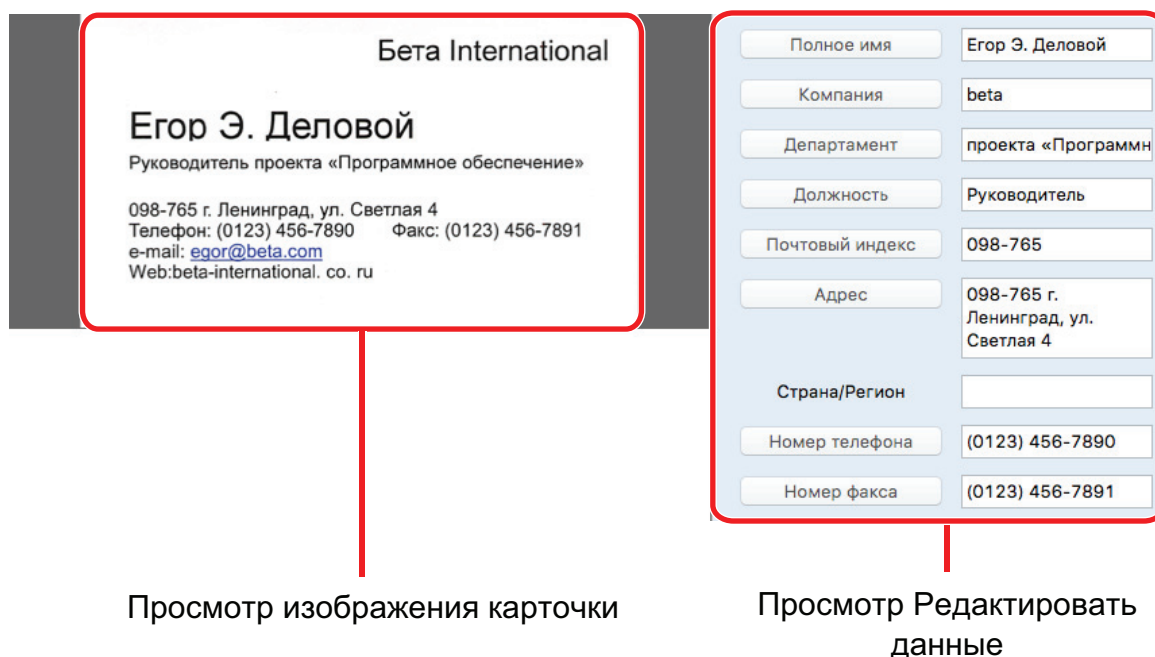 Бета International
Егор Э. Деловой
Руководитель проекта «Программное обеспечение»
098-765 г. Ленинград, ул. Светлая 4
Телефон: (0123) 456-7890 Факс: (0123) 456-7891
e-mail: egor@beta.com
Web:beta-international. co. ru
Просмотр изображения карточки
Полное имя Егор Э. Деловой
Компания beta
Департамент проекта «Программн
Должность Руководитель
Почтовый индекс 098-765
Адрес 098-765 г.
Ленинград, ул.
Светлая 4
Страна/Регион
Номер телефона (0123) 456-7890
Номер факса (0123) 456-7891
Просмотр Редактировать
данные